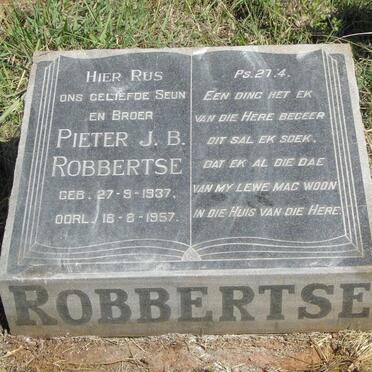 HIER RUS
ONS GELIEFDE SEUN
EN BROER
PIETER J. B.
ROBBERTSE
GEB. 27-9-1937.
OORL. 18-8-1957.
PS. 27.4.
EEN DING HET EK
VAN DIE HERE BEGEER
DIT SAL EK SOEK,
DAT EK AL DIE DAE
VAN MY LEWE MAG WOON
IN DIE HUIS VAN DIE HERE.
ROBBERTSE